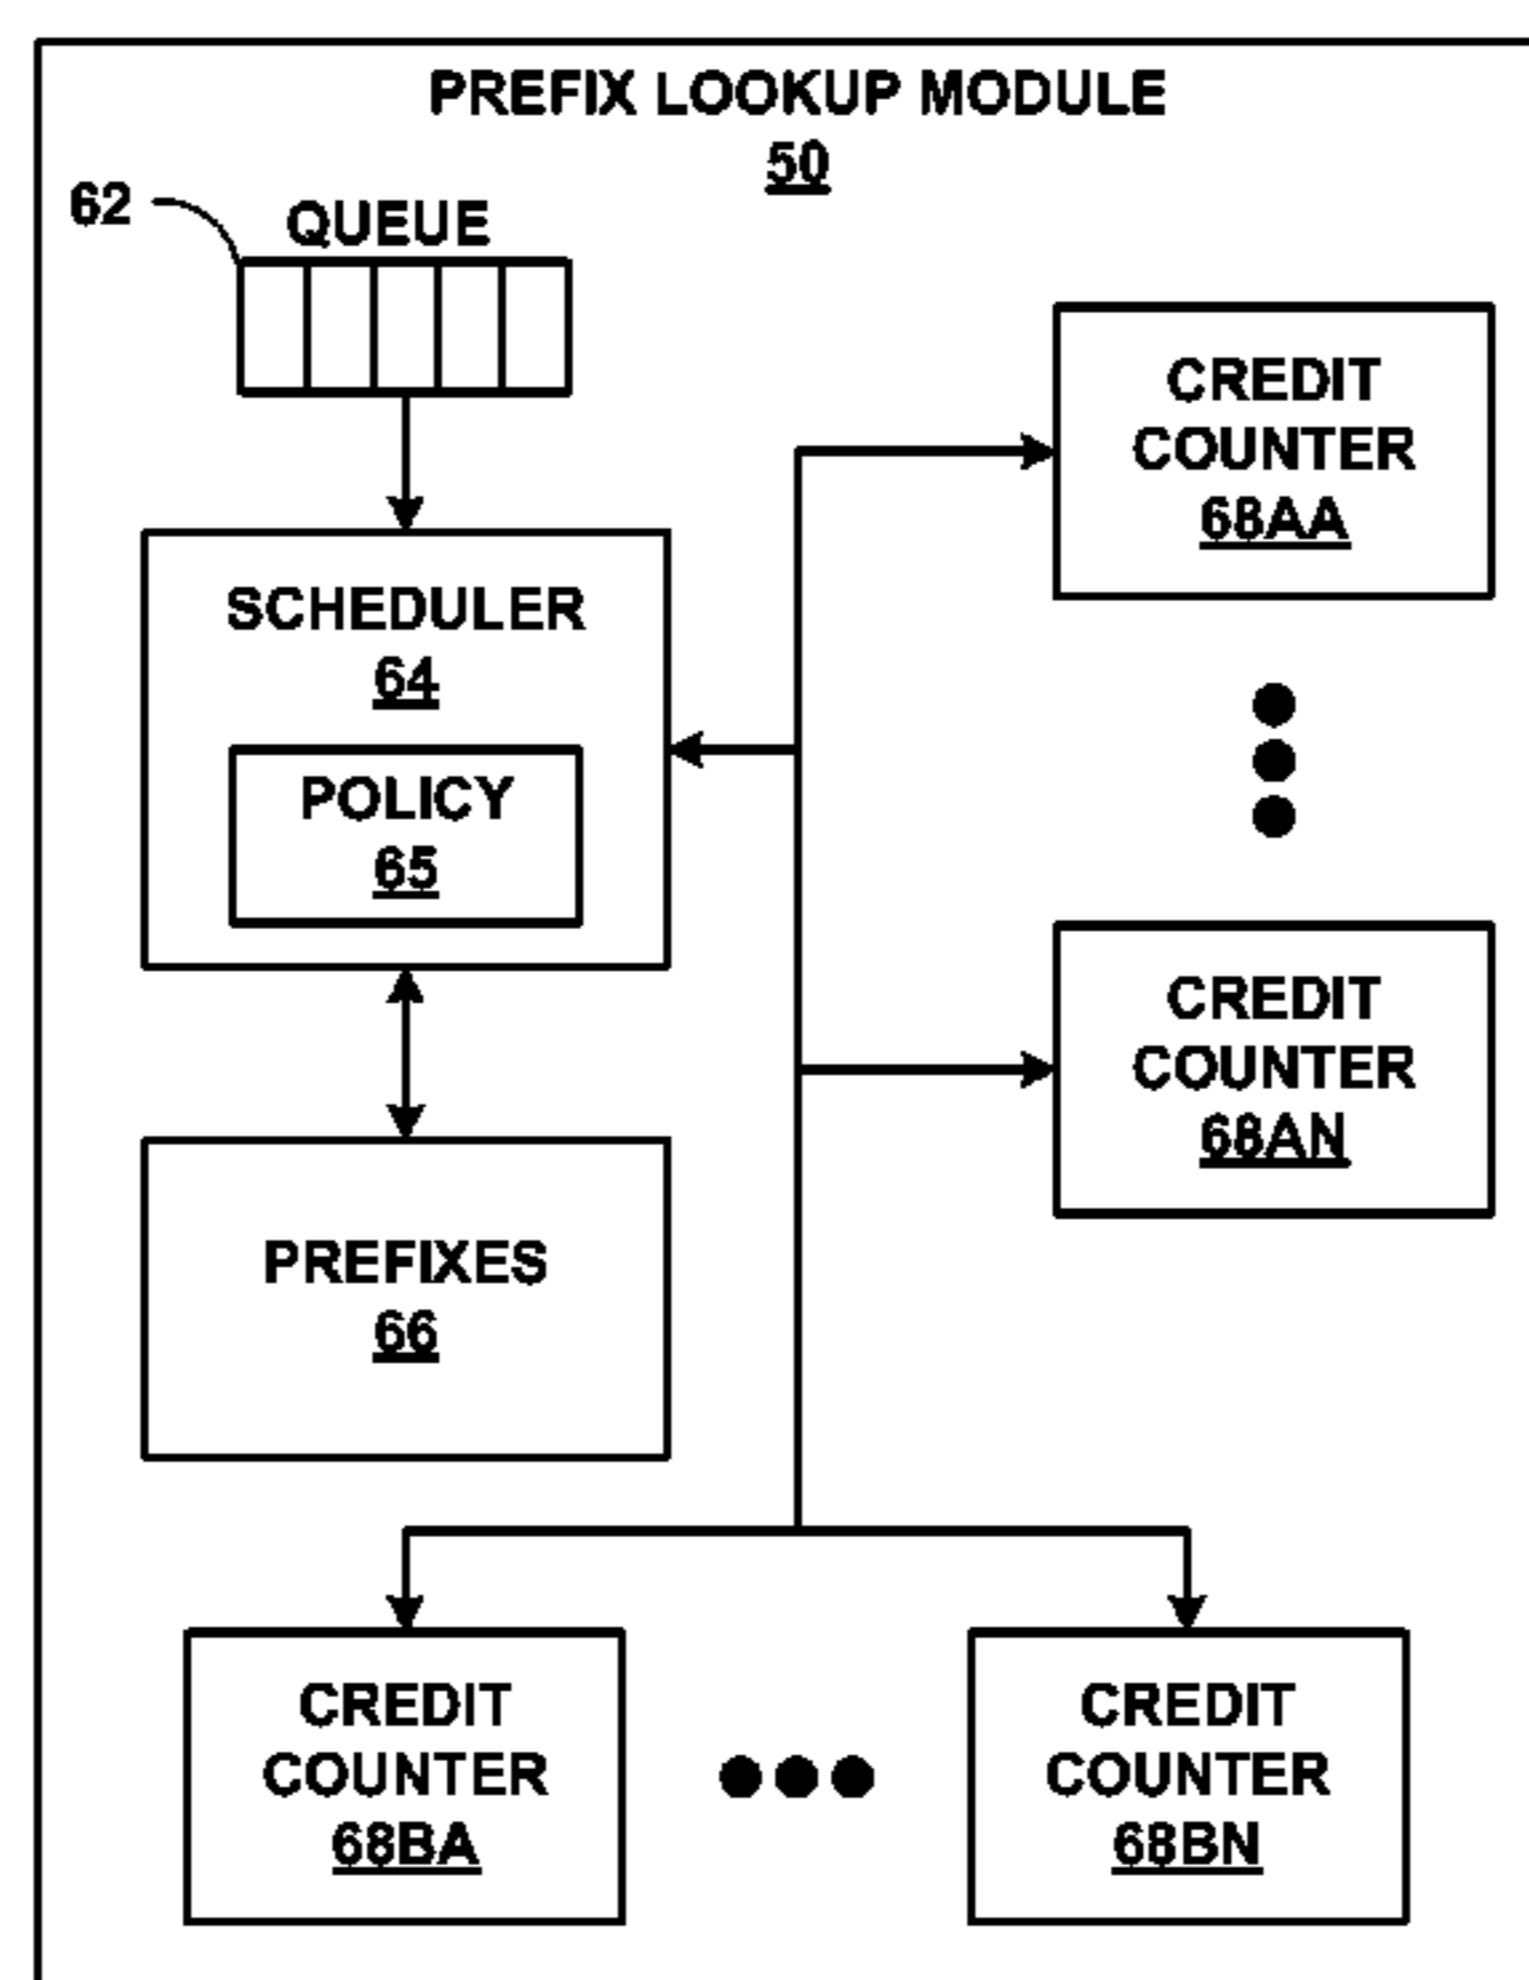 PREFIX LOOKUP MODULE
50
62
QUEUE
SCHEDULER
64
POLICY
65
PREFIXES
66
CREDIT
COUNTER
68AA
CREDIT
COUNTER
68AN
CREDIT
COUNTER
68BA
CREDIT
COUNTER
68BN